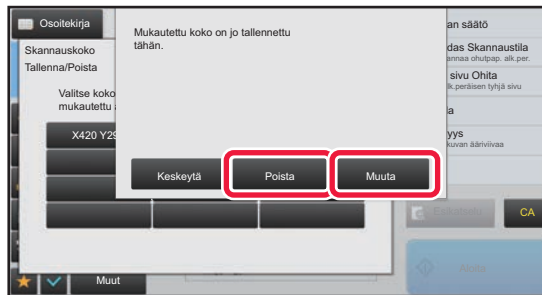 Osoitekirja
Skannauskoko
Tallenna/Poista
Valitse koko
mukautettu
X420 Y29
Mukautettu koko on jo tallennettu
tähän.
Keskeytä
Poista
Muuta
an säätö
das Skannaustila
annaa ohutpap. alk.per.
sivu Ohita
lk.peräisen tyhjä sivu
a
yys
kuvan ääriviivaa
CA
Muut